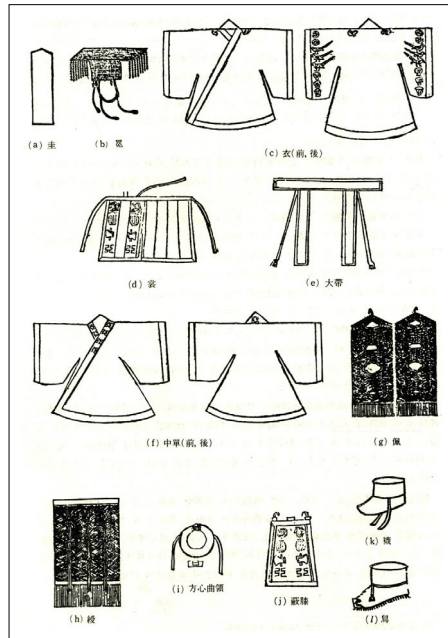 (a) 圭
(b) 冕
(c) 衣(前, 後)
(d) 裳
(e) 大帶
(f) 中單(前, 後)
(g) 佩
(h) 綬
(i) 方心曲領
(j) 蔽膝
(k) 襪
(l) 舃